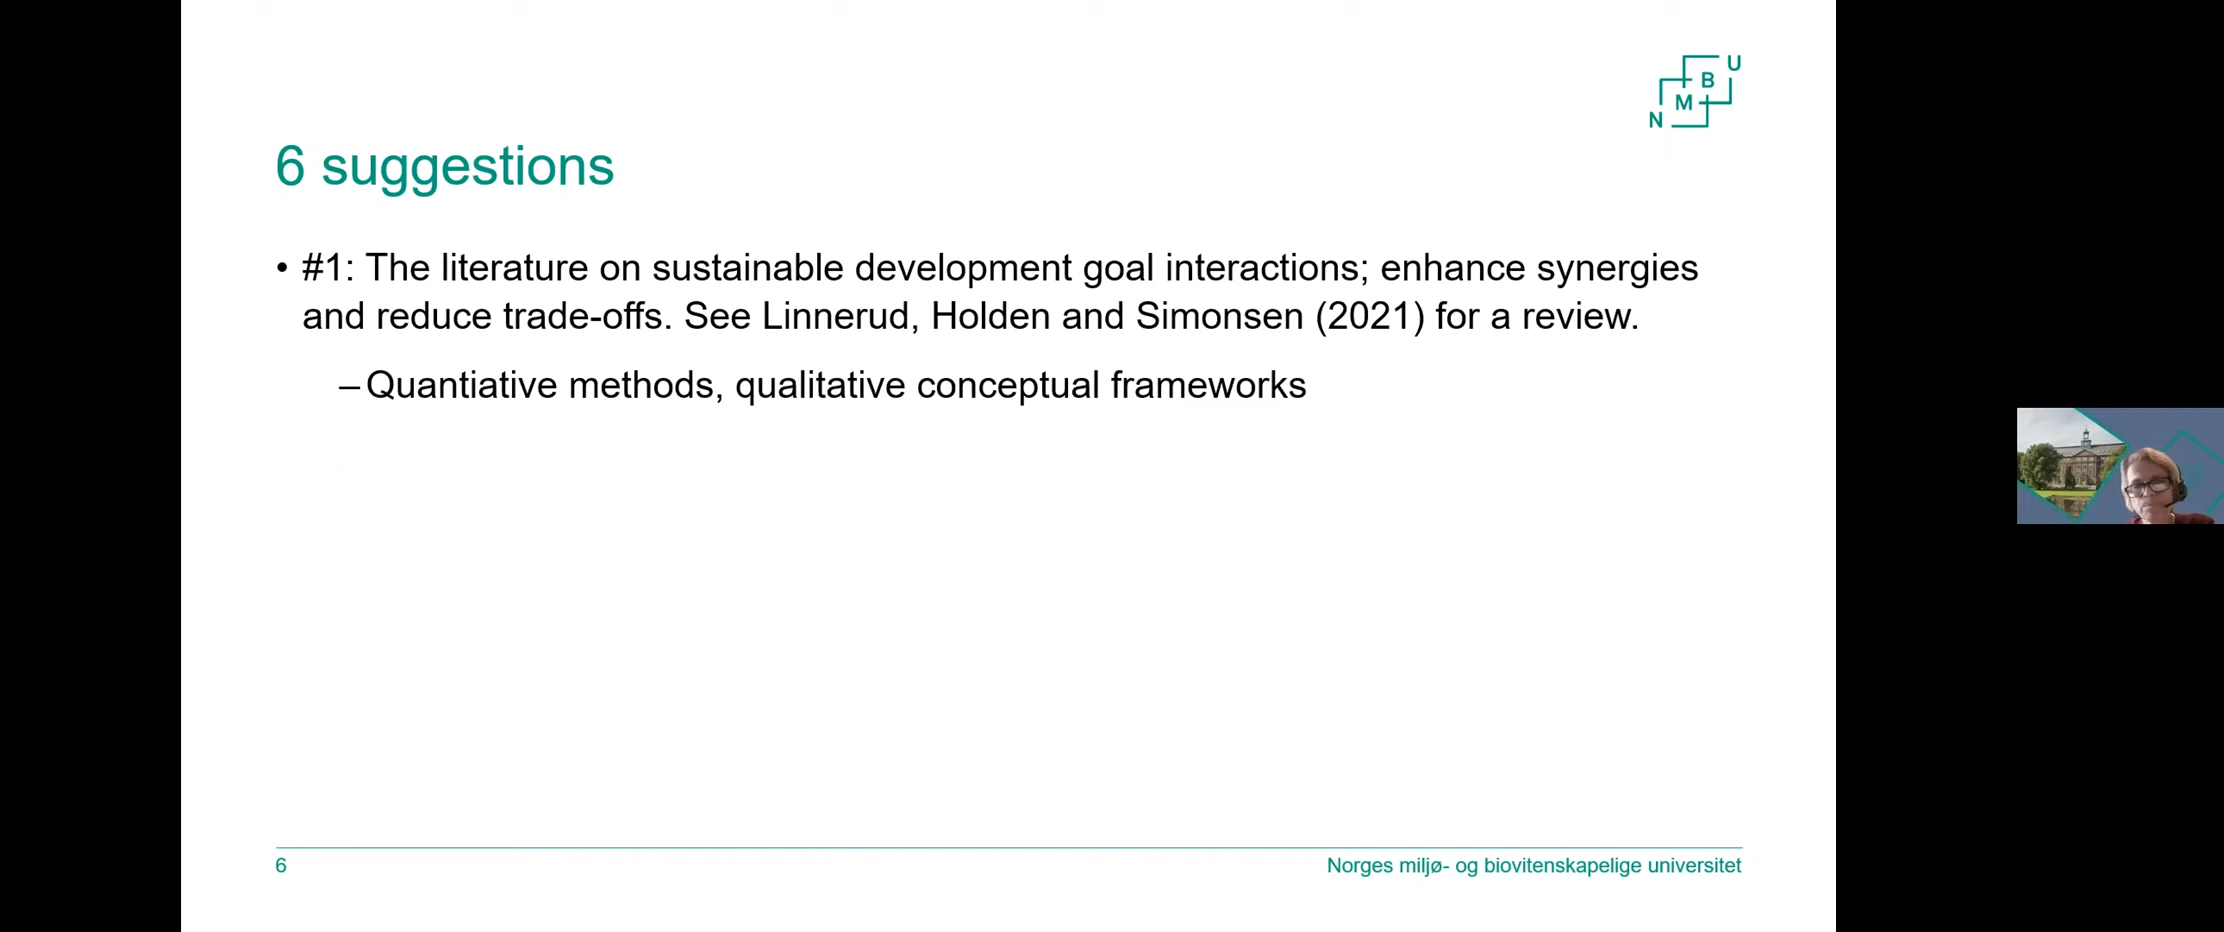 U
B
M
N
6 suggestions
• #1: The literature on sustainable development goal interactions; enhance synergies
and reduce trade-offs. See Linnerud, Holden and Simonsen (2021) for a review.
– Quantiative methods, qualitative conceptual frameworks
6
Norges miljø- og biovitenskapelige universitet